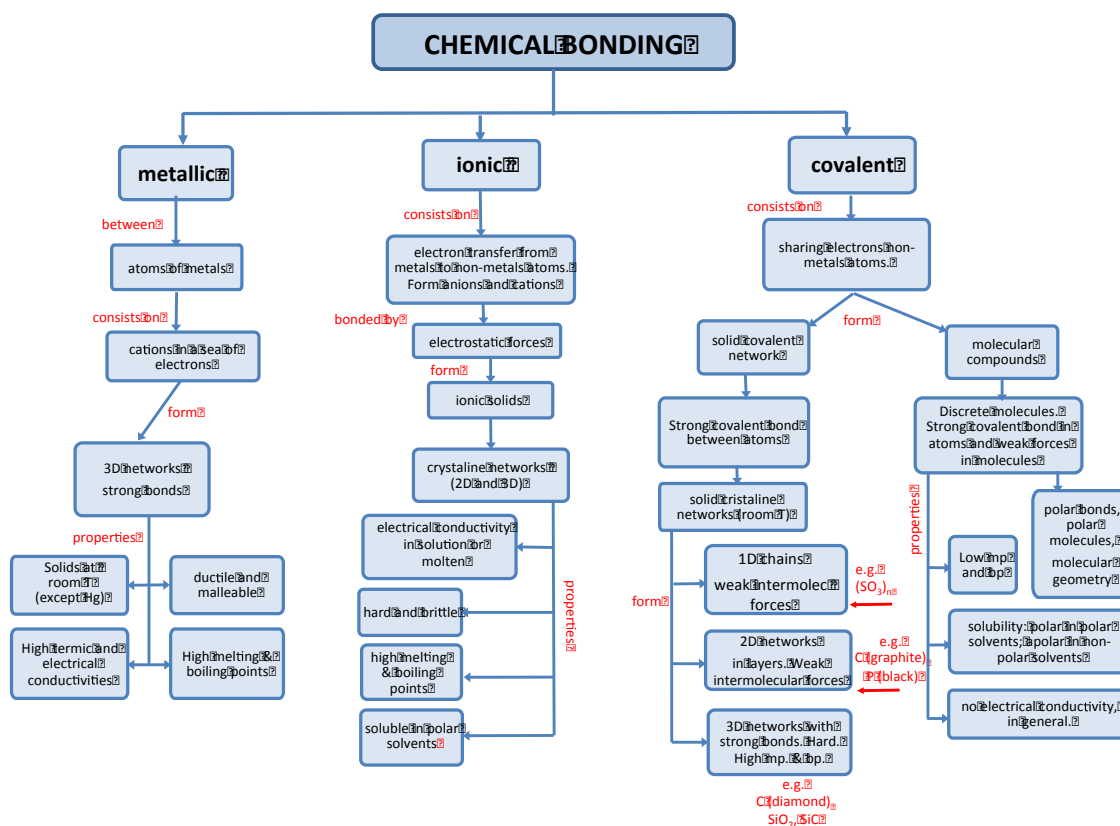 CHEMICAL BONDING
metallic
ionic
covalent
between
consists on
consists on
atoms of metals
electron transfer from
metals to non-metals atoms.
Form anions and cations
sharing electrons non-
metals atoms.
consists on
bonded by
form
cations in a sea of
electrons
electrostatic forces
solid covalent
network
molecular
compounds
form
form
ionic solids
Strong covalent bond
between atoms
Discrete molecules.
Strong covalent bond in
atoms and weak forces
in molecules
3D networks
strong bonds
crystaline networks
(2D and 3D)
solid cristaline
networks (room T)
properties
properties
properties
form
polar bonds,
polar
molecules,
molecular
geometry
electrical conductivity
in solution or
molten
Low mp
and bp
Solids at
room T
(except Hg)
ductile and
malleable
1D chains
weak intermolec
forces
e.g.
(SO3)n
hard and brittle
solubility: polar in polar
solvents; apolar in non-
polar solvents
High termic and
electrical
conductivities
High melting &
boiling points
high melting
& boiling
points
2D networks
in layers. Weak
intermolecular forces
e.g.
C (graphite),
P (black)
soluble in polar
solvents
3D networks with
strong bonds. Hard.
High mp. & bp.
no electrical conductivity,
in general.
e.g.
C (diamond),
SiO2, SiC